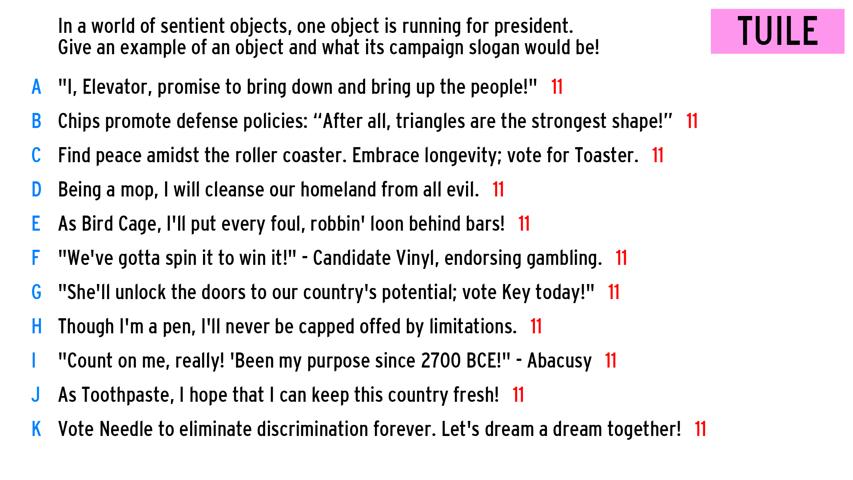 In a world of sentient objects, one object is running for president.
Give an example of an object and what its campaign slogan would be!
TUILE
A "I, Elevator, promise to bring down and bring up the people!" 11
B Chips promote defense policies: “After all, triangles are the strongest shape!” 11
C Find peace amidst the roller coaster. Embrace longevity; vote for Toaster. 11
D Being a mop, I will cleanse our homeland from all evil. 11
E As Bird Cage, I'll put every foul, robbin' loon behind bars! 11
F "We've gotta spin it to win it!" - Candidate Vinyl, endorsing gambling. 11
G "She'll unlock the doors to our country's potential; vote Key today!" 11
H Though I'm a pen, I'll never be capped offed by limitations. 11
I "Count on me, really! 'Been my purpose since 2700 BCE!" - Abacusy 11
J As Toothpaste, I hope that I can keep this country fresh! 11
K Vote Needle to eliminate discrimination forever. Let's dream a dream together! 11